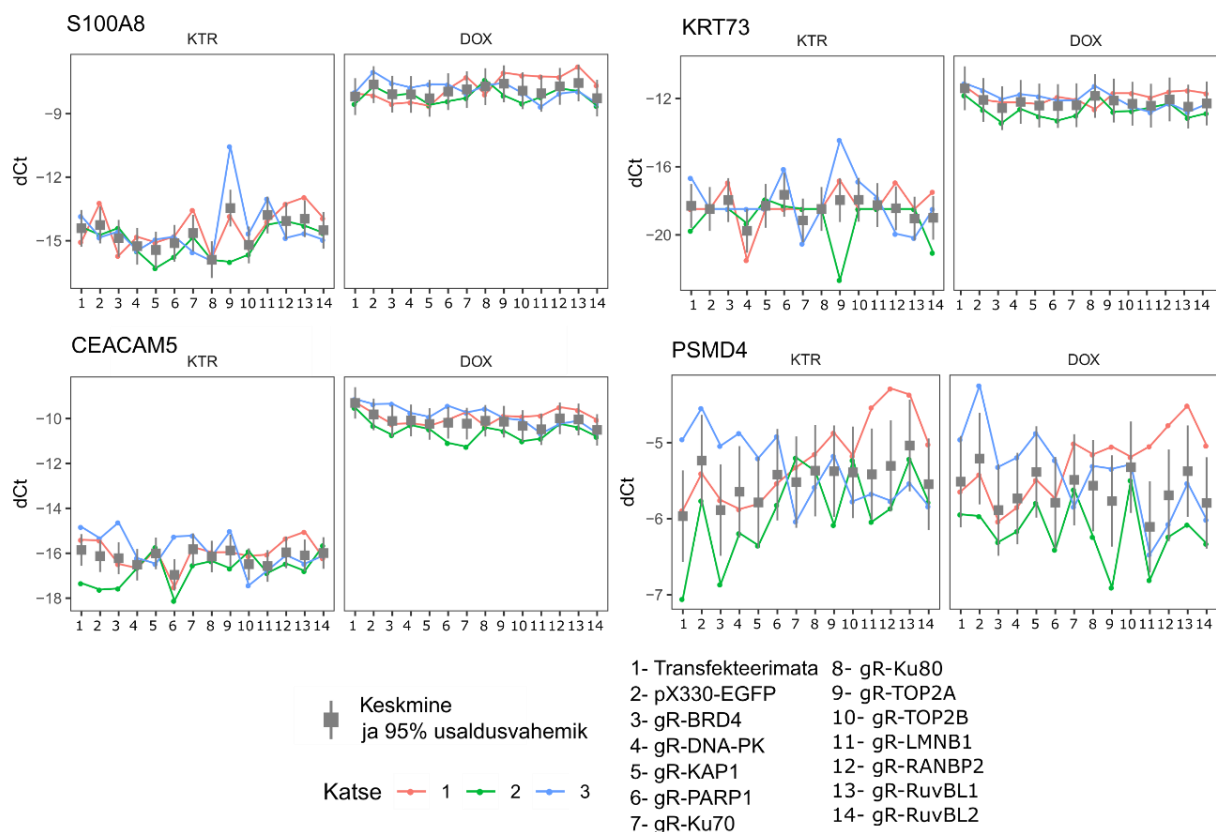 S100A8
KTR
DOX
dCt
−9
−12
−15
1 2 3 4 5 6 7 8 9 10 11 12 13 14
1 2 3 4 5 6 7 8 9 10 11 12 13 14
KRT73
KTR
DOX
dCt
−12
−16
−20
1 2 3 4 5 6 7 8 9 10 11 12 13 14
1 2 3 4 5 6 7 8 9 10 11 12 13 14
CEACAM5
KTR
DOX
dCt
−10
−12
−14
−16
−18
1 2 3 4 5 6 7 8 9 10 11 12 13 14
1 2 3 4 5 6 7 8 9 10 11 12 13 14
PSMD4
KTR
DOX
dCt
−5
−6
−7
1 2 3 4 5 6 7 8 9 10 11 12 13 14
1 2 3 4 5 6 7 8 9 10 11 12 13 14
Keskmine
ja 95% usaldusvahemik
Katse 1 2 3
1- Transfekteerimata
2- pX330-EGFP
3- gR-BRD4
4- gR-DNA-PK
5- gR-KAP1
6- gR-PARP1
7- gR-Ku70
8- gR-Ku80
9- gR-TOP2A
10- gR-TOP2B
11- gR-LMNB1
12- gR-RANBP2
13- gR-RuvBL1
14- gR-RuvBL2